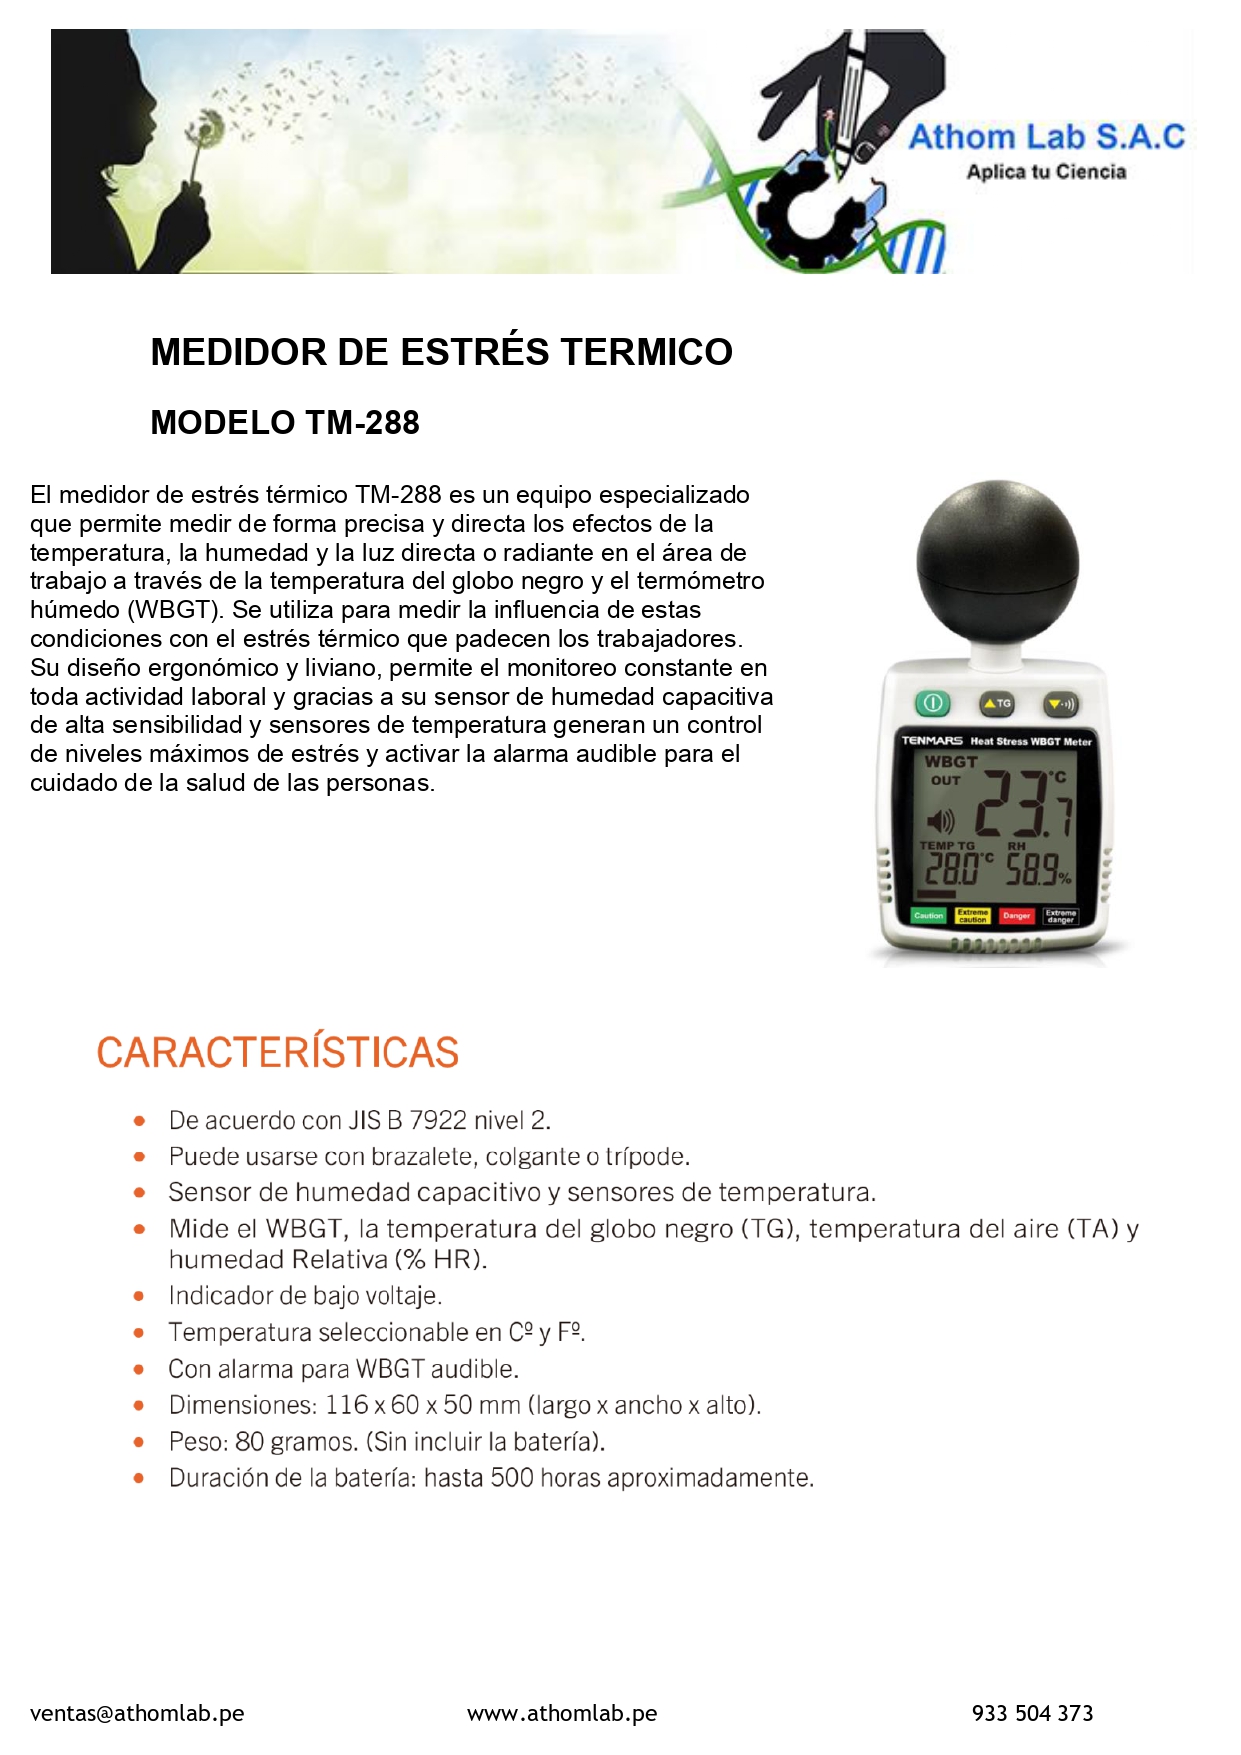 Athom Lab S.A.C
Aplica tu Ciencia
MEDIDOR DE ESTRÉS TERMICO
MODELO TM-288
El medidor de estrés térmico TM-288 es un equipo especializado
que permite medir de forma precisa y directa los efectos de la
temperatura, la humedad y la luz directa o radiante en el área de
trabajo a través de la temperatura del globo negro y el termómetro
húmedo (WBGT). Se utiliza para medir la influencia de estas
condiciones con el estrés térmico que padecen los trabajadores.
Su diseño ergonómico y liviano, permite el monitoreo constante en
toda actividad laboral y gracias a su sensor de humedad capacitiva
de alta sensibilidad y sensores de temperatura generan un control
de niveles máximos de estrés y activar la alarma audible para el
cuidado de la salud de las personas.
TG
TENMARS Heat Stress WBGT Meter
WBGT
OUT
23.7 °C
TEMP TG RH
28.0 °C 58.9 %
Caution Extreme caution Danger Extreme danger
CARACTERÍSTICAS
• De acuerdo con JIS B 7922 nivel 2.
• Puede usarse con brazalete, colgante o trípode.
• Sensor de humedad capacitivo y sensores de temperatura.
• Mide el WBGT, la temperatura del globo negro (TG), temperatura del aire (TA) y
humedad Relativa (% HR).
• Indicador de bajo voltaje.
• Temperatura seleccionable en Cº y Fº.
• Con alarma para WBGT audible.
• Dimensiones: 116 x 60 x 50 mm (largo x ancho x alto).
• Peso: 80 gramos. (Sin incluir la batería).
• Duración de la batería: hasta 500 horas aproximadamente.
ventas@athomlab.pe www.athomlab.pe 933 504 373